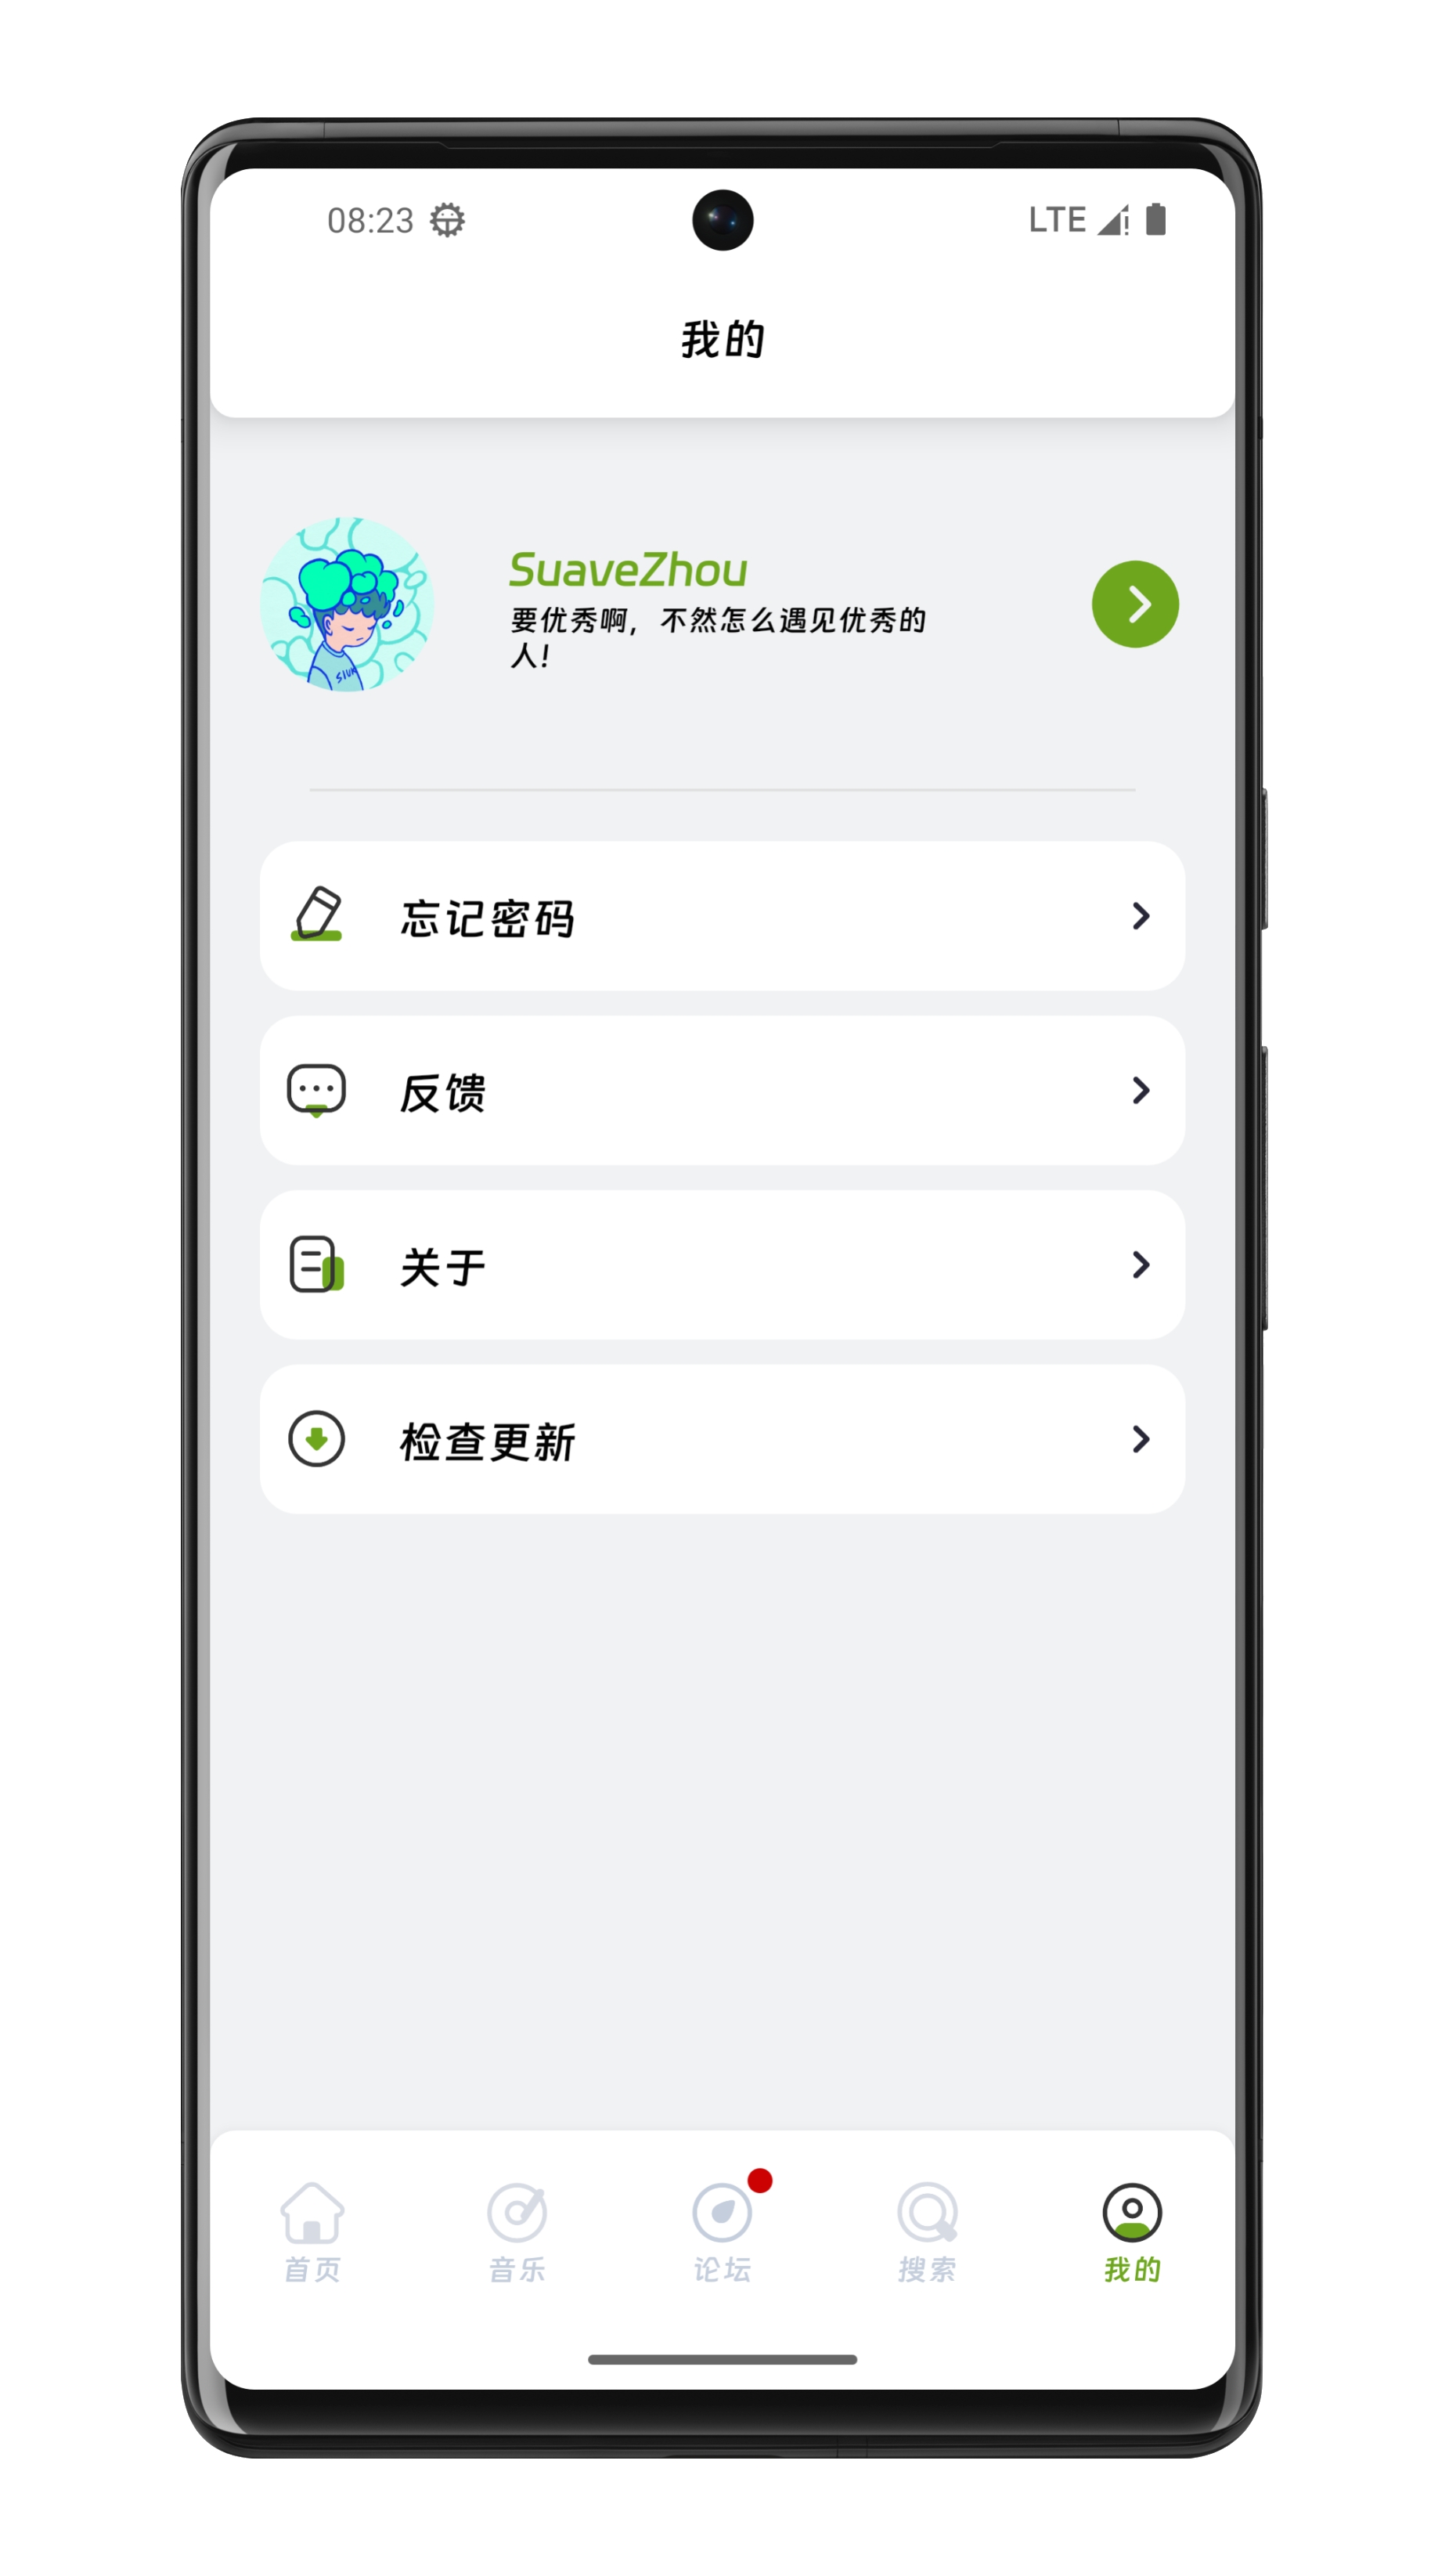 08:23
LTE
我的
SuaveZhou
要优秀啊，不然怎么遇见优秀的
人！
忘记密码
反馈
关于
检查更新
首页
音乐
论坛
搜索
我的